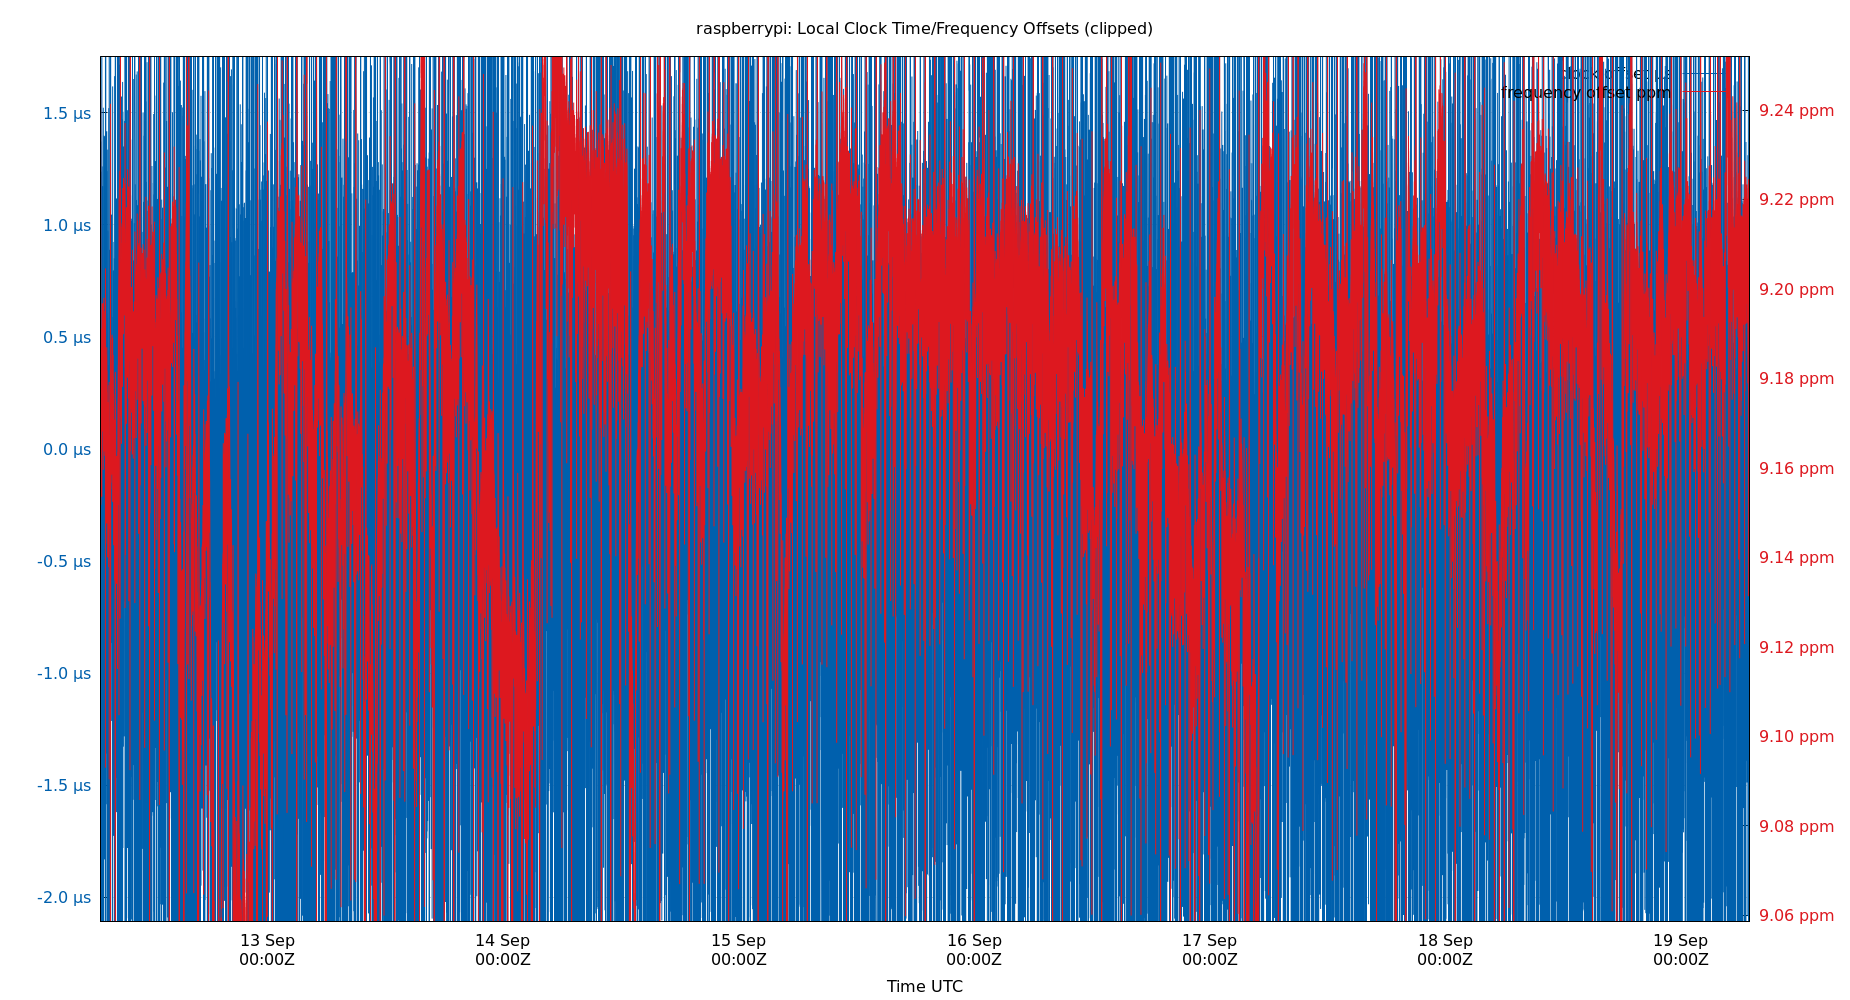 raspberrypi: Local Clock Time/Frequency Offsets (clipped)
clock offset µs
frequency offset ppm
1.5 µs
1.0 µs
0.5 µs
0.0 µs
-0.5 µs
-1.0 µs
-1.5 µs
-2.0 µs
9.24 ppm
9.22 ppm
9.20 ppm
9.18 ppm
9.16 ppm
9.14 ppm
9.12 ppm
9.10 ppm
9.08 ppm
9.06 ppm
13 Sep
00:00Z
14 Sep
00:00Z
15 Sep
00:00Z
16 Sep
00:00Z
17 Sep
00:00Z
18 Sep
00:00Z
19 Sep
00:00Z
Time UTC